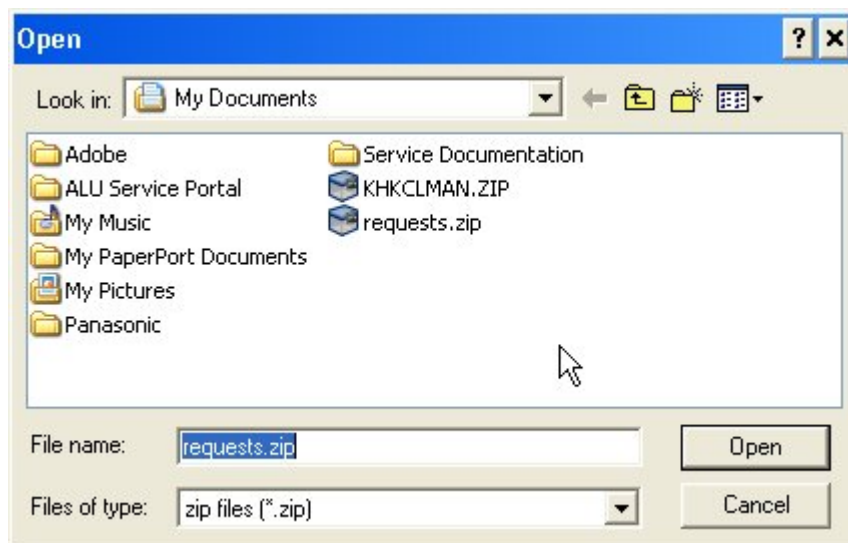 Open
Look in: My Documents
Adobe
ALU Service Portal
My Music
My PaperPort Documents
My Pictures
Panasonic
Service Documentation
KHKCLMAN.ZIP
requests.zip
File name: requests.zip Open
Files of type: zip files (*.zip) Cancel